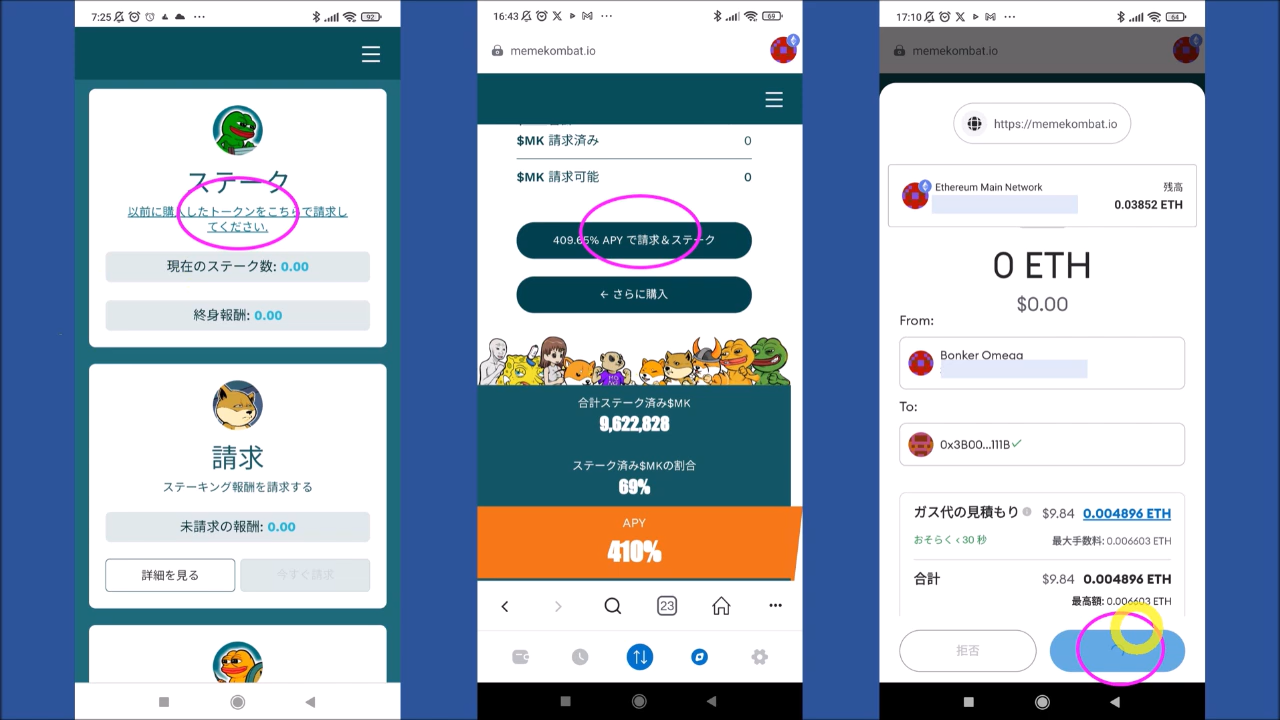 7:25
92
ステーク
以前に購入したトークンをこちらで請求し
てください.
現在のステーク数: 0.00
終身報酬: 0.00
請求
ステーキング報酬を請求する
未請求の報酬: 0.00
詳細を見る
今すぐ請求
16:43
69
memekombat.io
$MK 請求済み
0
$MK 請求可能
0
409.65% APY で請求＆ステーク
← さらに購入
合計ステーク済み$MK
9,622,828
ステーク済み$MKの割合
69%
APY
410%
23
17:10
64
memekombat.io
https://memekombat.io
Ethereum Main Network
残高
0.03852 ETH
0 ETH
$0.00
From:
Bonker Omega
To:
0x3B00...111B
ガス代の見積もり
$9.84 0.004896 ETH
おそらく < 30 秒
最大手数料: 0.006603 ETH
合計
$9.84 0.004896 ETH
最高額: 0.006603 ETH
拒否